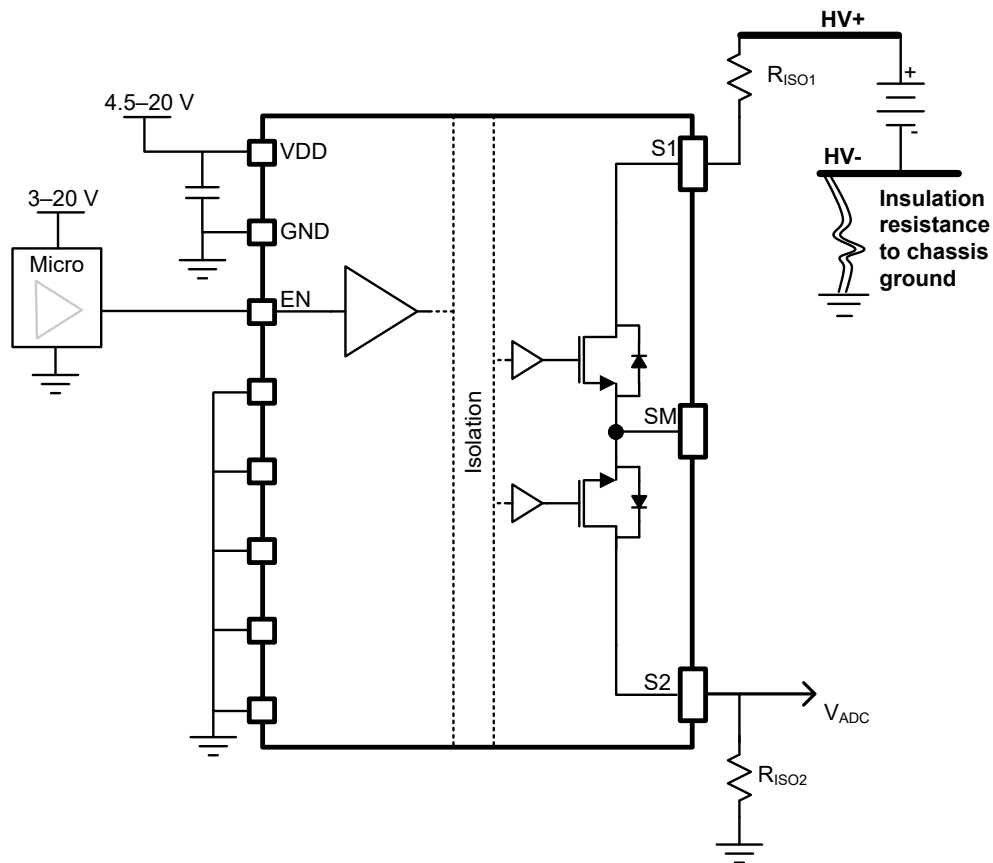 HV+
R_ISO1
+
-
4.5–20 V
VDD
S1
HV-
3–20 V
Insulation
resistance
to chassis
ground
GND
Micro
EN
Isolation
SM
S2
V_ADC
R_ISO2